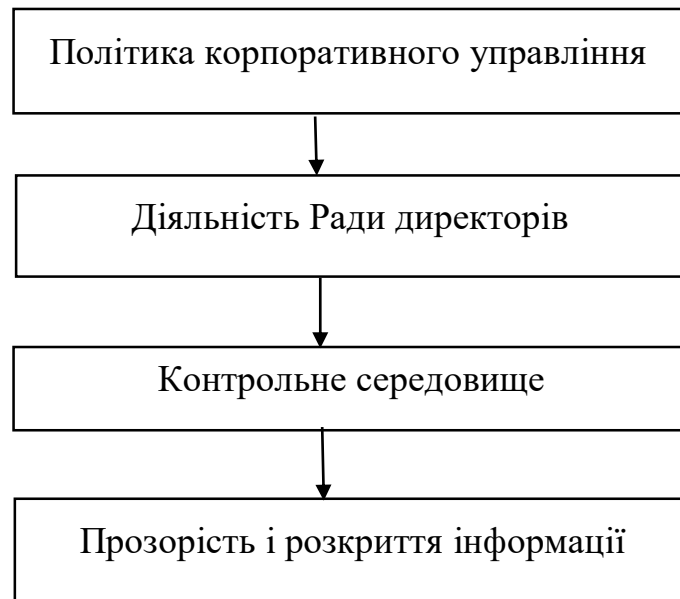 Політика корпоративного управління
Діяльність Ради директорів
Контрольне середовище
Прозорість і розкриття інформації